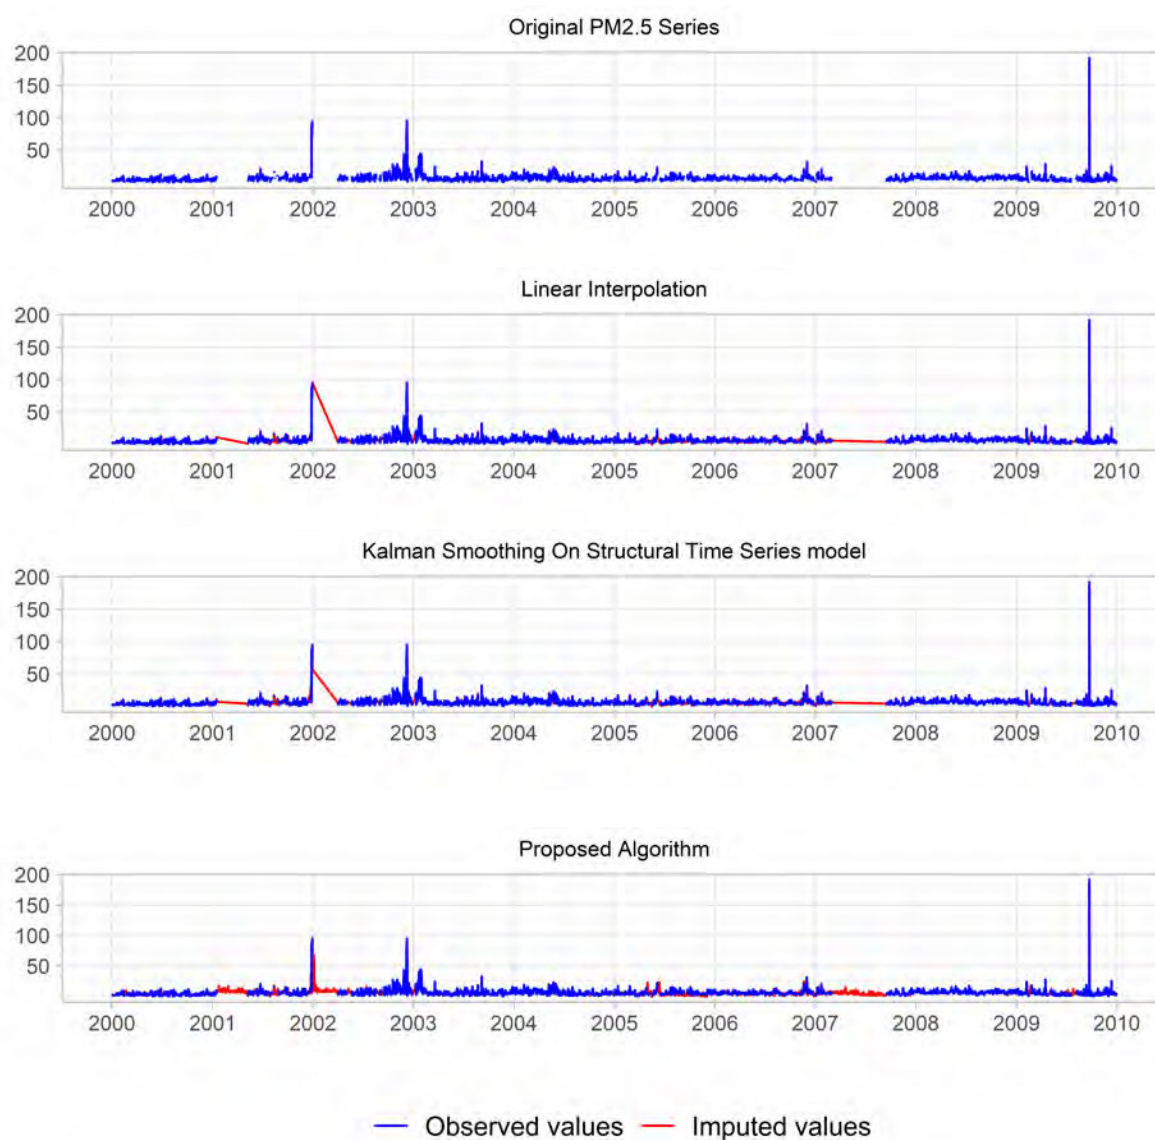 Original PM2.5 Series
200
150
100
50
2000 2001 2002 2003 2004 2005 2006 2007 2008 2009 2010
Linear Interpolation
200
150
100
50
2000 2001 2002 2003 2004 2005 2006 2007 2008 2009 2010
Kalman Smoothing On Structural Time Series model
200
150
100
50
2000 2001 2002 2003 2004 2005 2006 2007 2008 2009 2010
Proposed Algorithm
200
150
100
50
2000 2001 2002 2003 2004 2005 2006 2007 2008 2009 2010
Observed values Imputed values